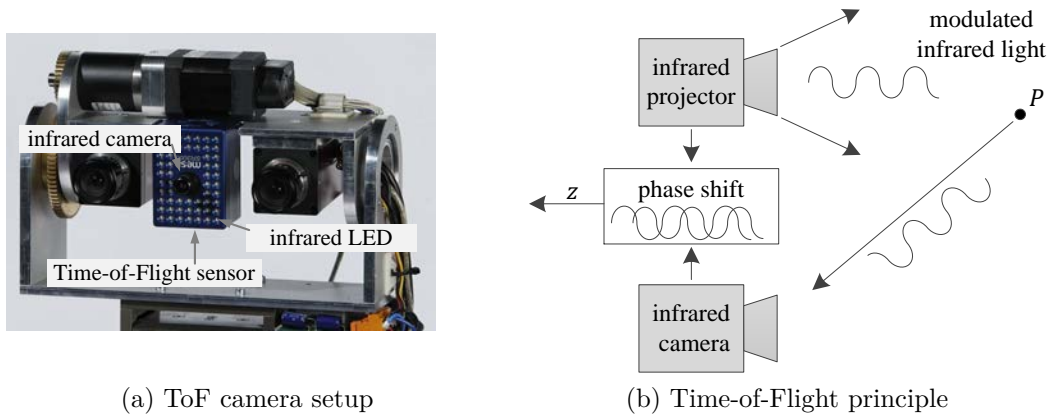 infrared camera
infrared LED
Time-of-Flight sensor
(a) ToF camera setup
modulated
infrared light
infrared
projector
P
phase shift
z
infrared
camera
(b) Time-of-Flight principle